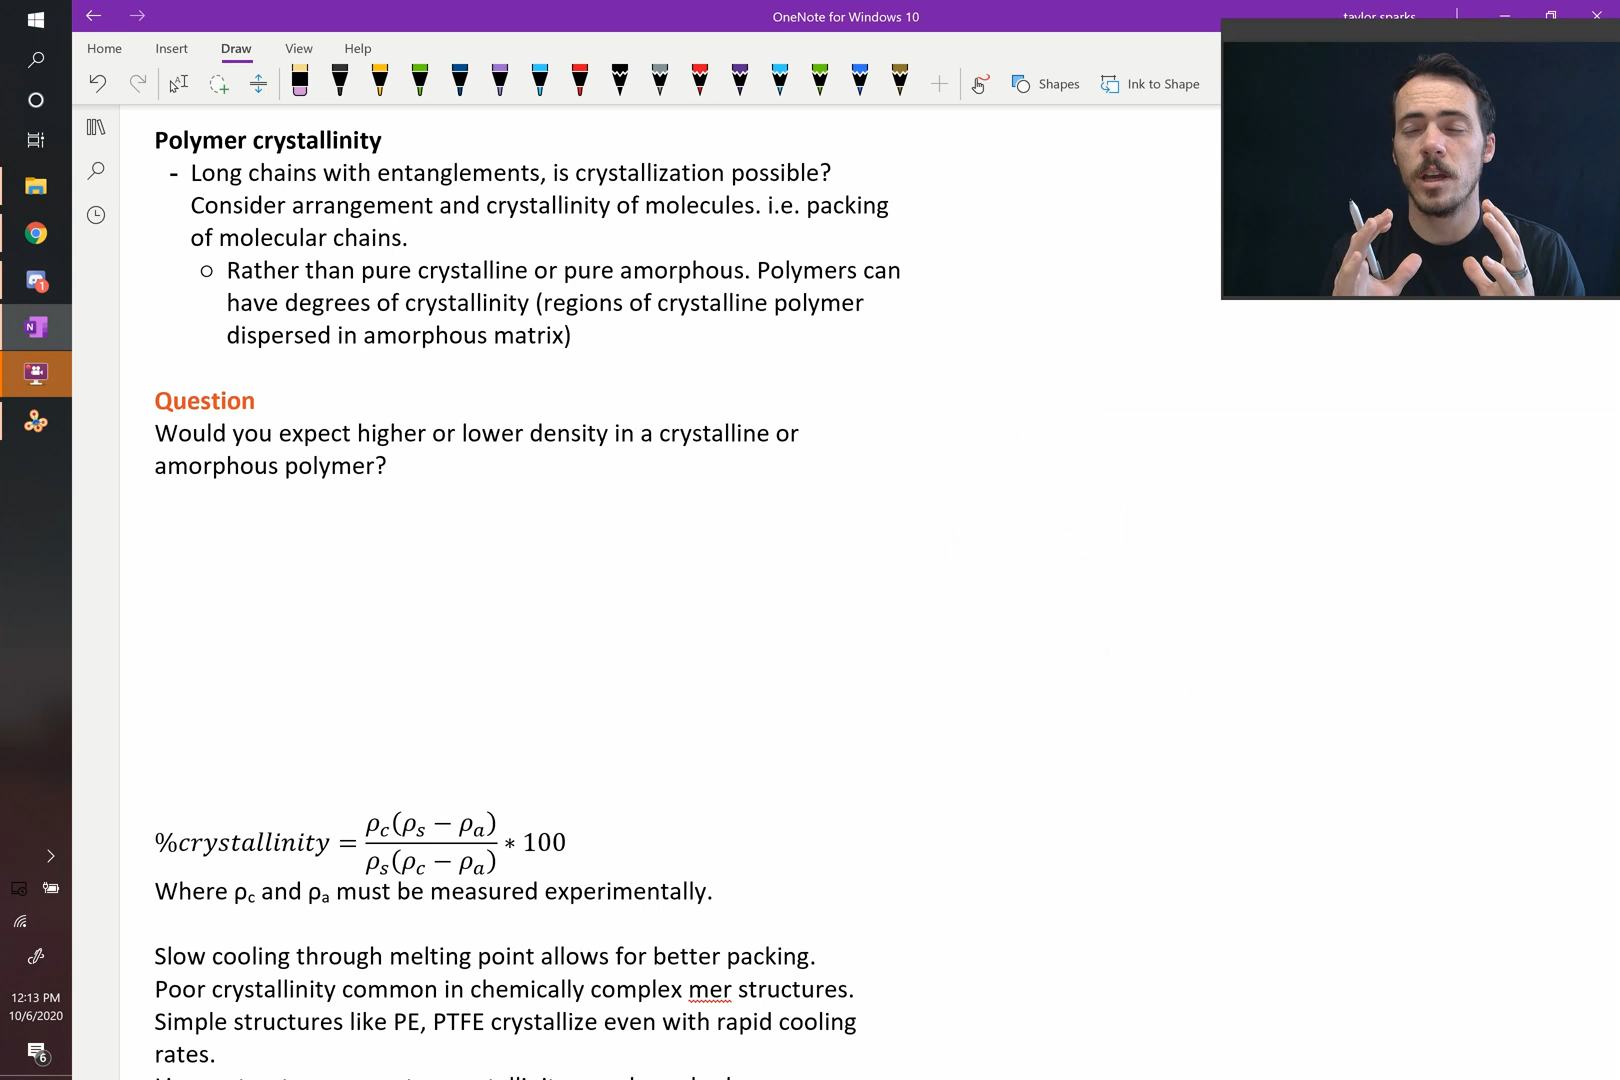 OneNote for Windows 10
taylor sparks
Home Insert Draw View Help
Shapes Ink to Shape
Polymer crystallinity
- Long chains with entanglements, is crystallization possible?
Consider arrangement and crystallinity of molecules. i.e. packing
of molecular chains.
○ Rather than pure crystalline or pure amorphous. Polymers can
have degrees of crystallinity (regions of crystalline polymer
dispersed in amorphous matrix)
Question
Would you expect higher or lower density in a crystalline or
amorphous polymer?
%crystallinity = ρc(ρs − ρa) / ρs(ρc − ρa) * 100
Where ρc and ρa must be measured experimentally.
Slow cooling through melting point allows for better packing.
Poor crystallinity common in chemically complex mer structures.
Simple structures like PE, PTFE crystallize even with rapid cooling
rates.
12:13 PM
10/6/2020
6
1